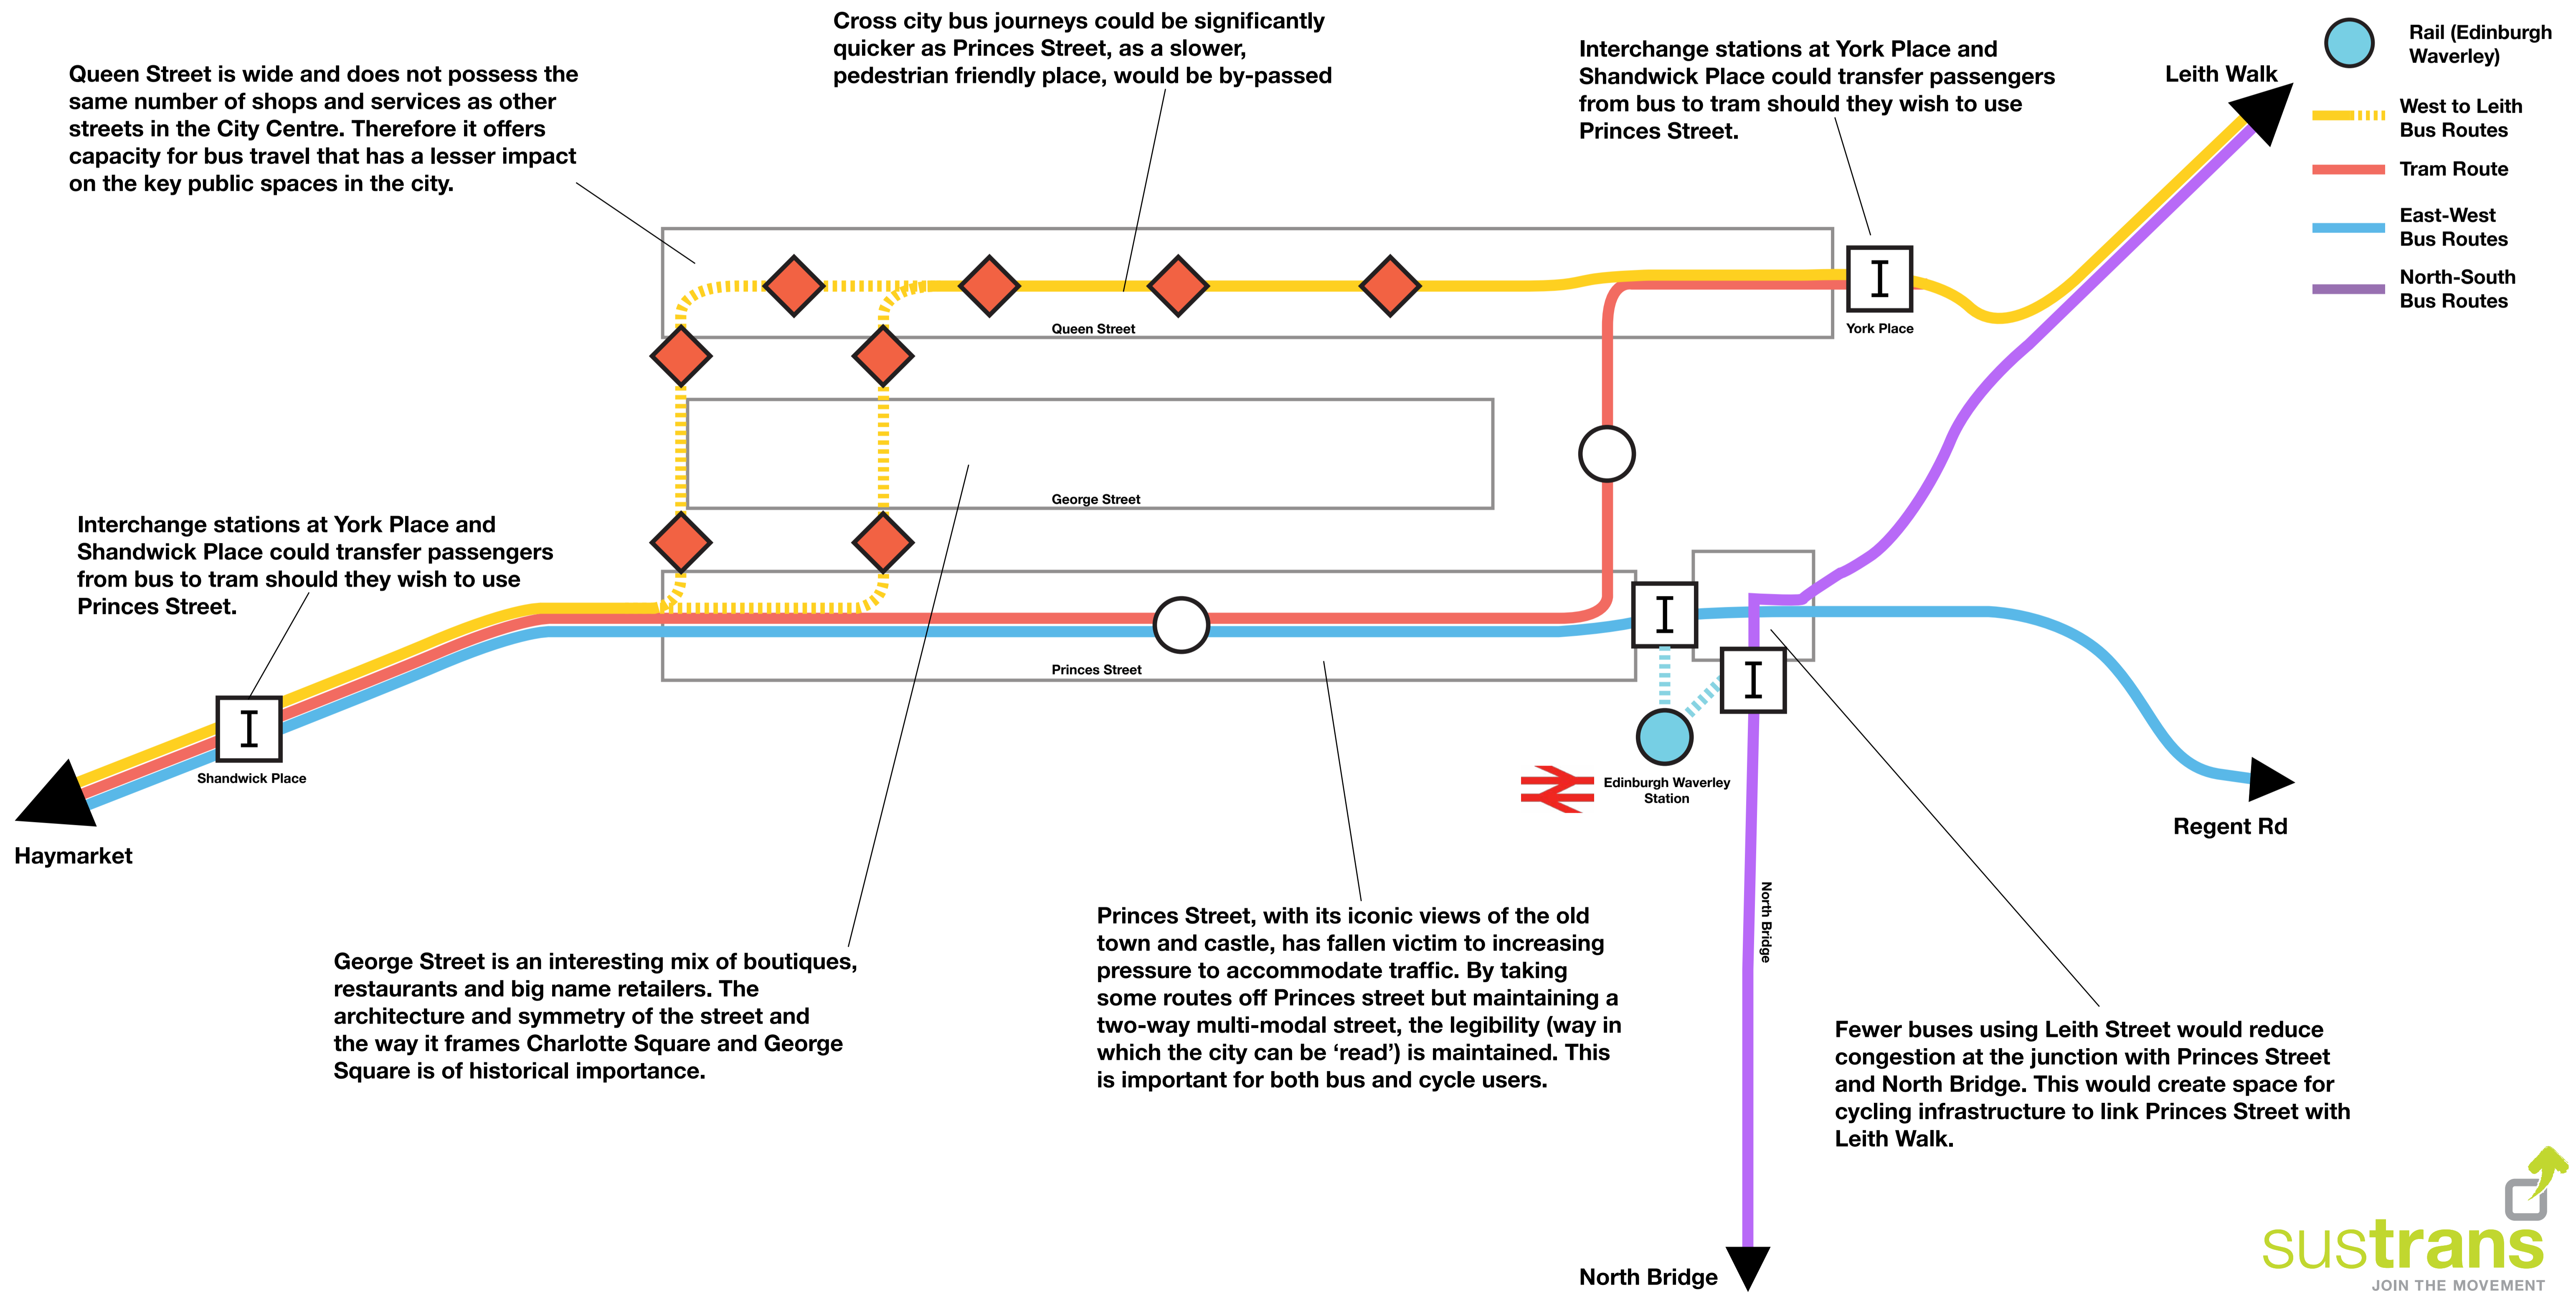 Cross city bus journeys could be significantly
quicker as Princes Street, as a slower,
pedestrian friendly place, would be by-passed
Queen Street is wide and does not possess the
same number of shops and services as other
streets in the City Centre. Therefore it offers
capacity for bus travel that has a lesser impact
on the key public spaces in the city.
Interchange stations at York Place and
Shandwick Place could transfer passengers
from bus to tram should they wish to use
Princes Street.
Leith Walk
Rail (Edinburgh
Waverley)
West to Leith
Bus Routes
Tram Route
East-West
Bus Routes
North-South
Bus Routes
I
York Place
Queen Street
George Street
Interchange stations at York Place and
Shandwick Place could transfer passengers
from bus to tram should they wish to use
Princes Street.
I
Princes Street
I
I
Shandwick Place
Edinburgh Waverley
Station
Haymarket
Regent Rd
North Bridge
George Street is an interesting mix of boutiques,
restaurants and big name retailers. The
architecture and symmetry of the street and
the way it frames Charlotte Square and George
Square is of historical importance.
Princes Street, with its iconic views of the old
town and castle, has fallen victim to increasing
pressure to accommodate traffic. By taking
some routes off Princes street but maintaining a
two-way multi-modal street, the legibility (way in
which the city can be ‘read’) is maintained. This
is important for both bus and cycle users.
Fewer buses using Leith Street would reduce
congestion at the junction with Princes Street
and North Bridge. This would create space for
cycling infrastructure to link Princes Street with
Leith Walk.
North Bridge
sustrans
JOIN THE MOVEMENT